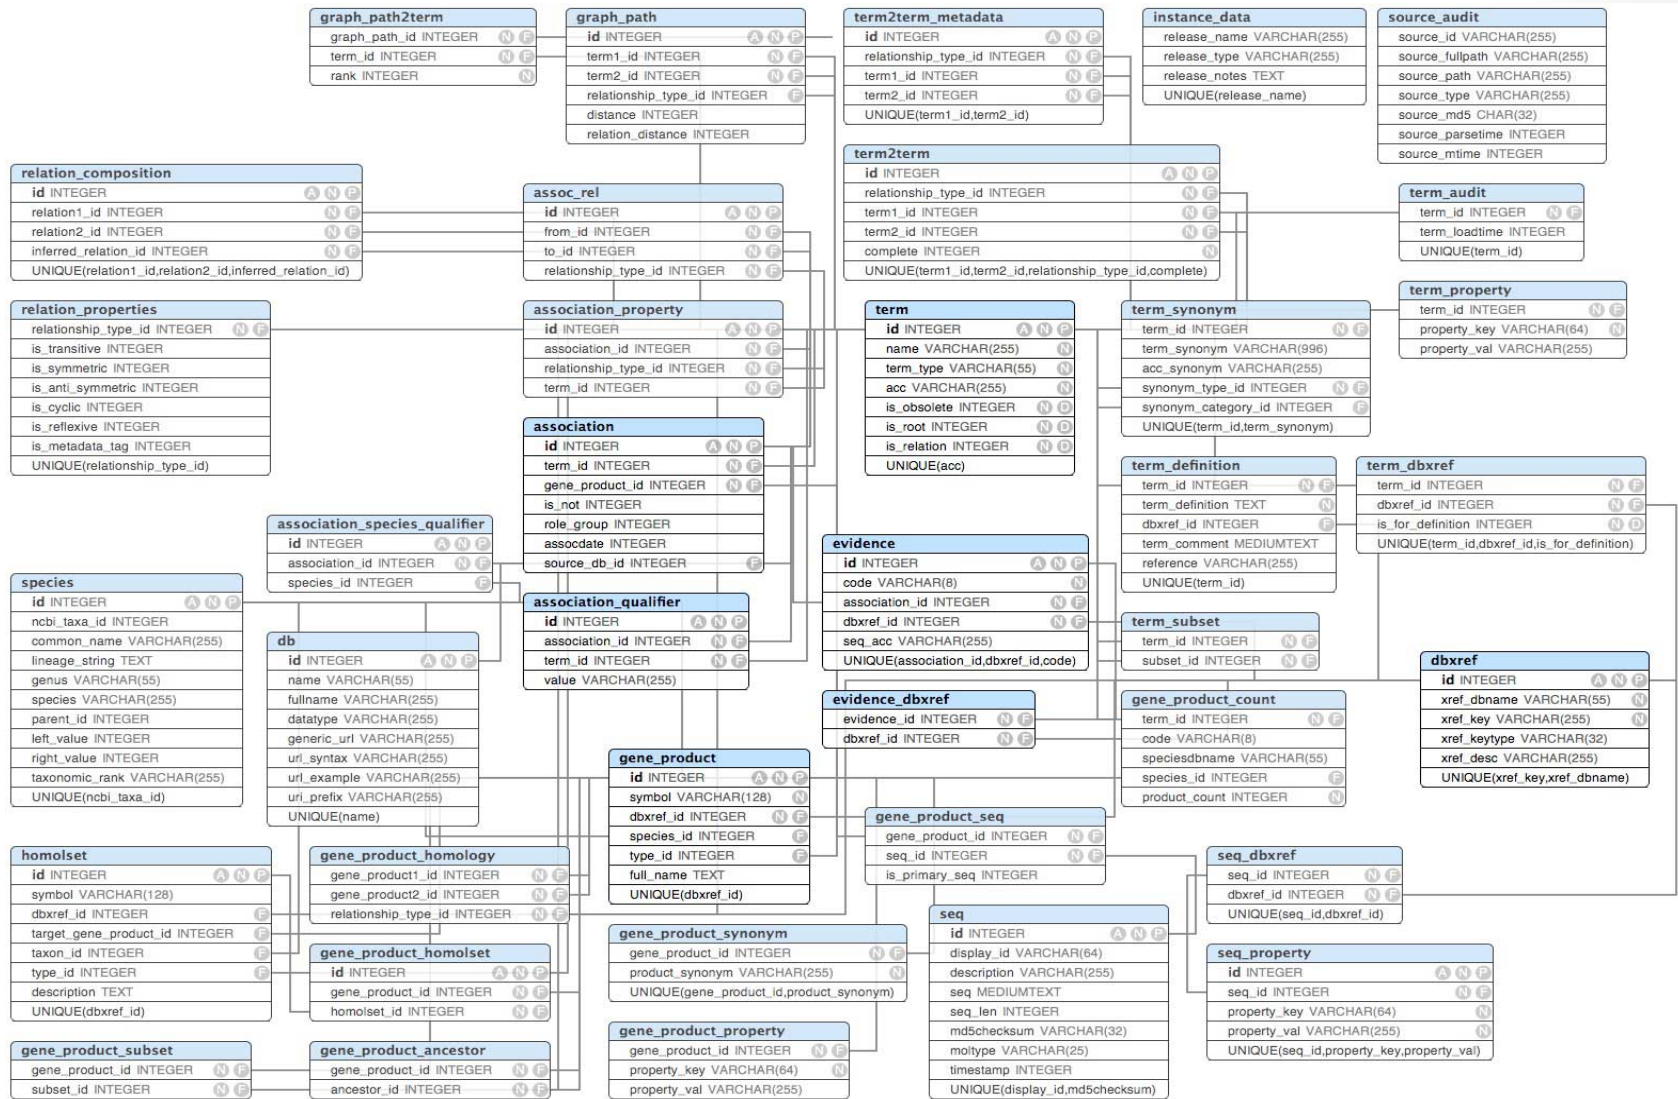 graph_path2term
graph_path_id INTEGER N F
term_id INTEGER N F
rank INTEGER N
graph_path
id INTEGER A N P
term1_id INTEGER N F
term2_id INTEGER N F
relationship_type_id INTEGER F
distance INTEGER
relation_distance INTEGER
term2term_metadata
id INTEGER A N P
relationship_type_id INTEGER N F
term1_id INTEGER N F
term2_id INTEGER N F
UNIQUE(term1_id,term2_id)
instance_data
release_name VARCHAR(255)
release_type VARCHAR(255)
release_notes TEXT
UNIQUE(release_name)
source_audit
source_id VARCHAR(255)
source_fullpath VARCHAR(255)
source_path VARCHAR(255)
source_type VARCHAR(255)
source_md5 CHAR(32)
source_parsetime INTEGER
source_mtime INTEGER
relation_composition
id INTEGER A N P
relation1_id INTEGER N F
relation2_id INTEGER N F
inferred_relation_id INTEGER N F
UNIQUE(relation1_id,relation2_id,inferred_relation_id)
assoc_rel
id INTEGER A N P
from_id INTEGER N F
to_id INTEGER N F
relationship_type_id INTEGER N F
term2term
id INTEGER A N P
relationship_type_id INTEGER N F
term1_id INTEGER N F
term2_id INTEGER N F
complete INTEGER N
UNIQUE(term1_id,term2_id,relationship_type_id,complete)
term_audit
term_id INTEGER N F
term_loadtime INTEGER
UNIQUE(term_id)
relation_properties
relationship_type_id INTEGER N F
is_transitive INTEGER
is_symmetric INTEGER
is_anti_symmetric INTEGER
is_cyclic INTEGER
is_reflexive INTEGER
is_metadata_tag INTEGER
UNIQUE(relationship_type_id)
association_property
id INTEGER A N P
association_id INTEGER N F
relationship_type_id INTEGER N F
term_id INTEGER N F
term
id INTEGER A N P
name VARCHAR(255) N
term_type VARCHAR(55) N
acc VARCHAR(255) N
is_obsolete INTEGER N D
is_root INTEGER N D
is_relation INTEGER N D
UNIQUE(acc)
term_synonym
term_id INTEGER N F
term_synonym VARCHAR(996)
acc_synonym VARCHAR(255)
synonym_type_id INTEGER N F
synonym_category_id INTEGER F
UNIQUE(term_id,term_synonym)
term_property
term_id INTEGER N F
property_key VARCHAR(64) N
property_val VARCHAR(255)
association
id INTEGER A N P
term_id INTEGER N F
gene_product_id INTEGER N F
is_not INTEGER
role_group INTEGER
assocdate INTEGER
source_db_id INTEGER F
term_definition
term_id INTEGER N F
term_definition TEXT N
dbxref_id INTEGER F
term_comment MEDIUMTEXT
reference VARCHAR(255)
UNIQUE(term_id)
term_dbxref
term_id INTEGER N F
dbxref_id INTEGER N F
is_for_definition INTEGER N D
UNIQUE(term_id,dbxref_id,is_for_definition)
association_species_qualifier
id INTEGER A N P
association_id INTEGER N F
species_id INTEGER F
evidence
id INTEGER A N P
code VARCHAR(8) N
association_id INTEGER N F
dbxref_id INTEGER N F
seq_acc VARCHAR(255)
UNIQUE(association_id,dbxref_id,code)
species
id INTEGER A N P
ncbi_taxa_id INTEGER
common_name VARCHAR(255)
lineage_string TEXT
genus VARCHAR(55)
species VARCHAR(255)
parent_id INTEGER
left_value INTEGER
right_value INTEGER
taxonomic_rank VARCHAR(255)
UNIQUE(ncbi_taxa_id)
association_qualifier
id INTEGER A N P
association_id INTEGER N F
term_id INTEGER N F
value VARCHAR(255)
db
id INTEGER A N P
name VARCHAR(55)
fullname VARCHAR(255)
datatype VARCHAR(255)
generic_url VARCHAR(255)
url_syntax VARCHAR(255)
url_example VARCHAR(255)
uri_prefix VARCHAR(255)
UNIQUE(name)
term_subset
term_id INTEGER N F
subset_id INTEGER N F
dbxref
id INTEGER A N P
xref_dbname VARCHAR(55) N
xref_key VARCHAR(255) N
xref_keytype VARCHAR(32)
xref_desc VARCHAR(255)
UNIQUE(xref_key,xref_dbname)
evidence_dbxref
evidence_id INTEGER N F
dbxref_id INTEGER N F
gene_product_count
term_id INTEGER N F
code VARCHAR(8)
speciesdbname VARCHAR(55)
species_id INTEGER F
product_count INTEGER N
gene_product
id INTEGER A N P
symbol VARCHAR(128) N
dbxref_id INTEGER N F
species_id INTEGER F
type_id INTEGER F
full_name TEXT
UNIQUE(dbxref_id)
gene_product_seq
gene_product_id INTEGER N F
seq_id INTEGER N F
is_primary_seq INTEGER
homolset
id INTEGER A N P
symbol VARCHAR(128)
dbxref_id INTEGER F
target_gene_product_id INTEGER F
taxon_id INTEGER F
type_id INTEGER F
description TEXT
UNIQUE(dbxref_id)
gene_product_homology
gene_product1_id INTEGER N F
gene_product2_id INTEGER N F
relationship_type_id INTEGER N F
seq_dbxref
seq_id INTEGER N F
dbxref_id INTEGER N F
UNIQUE(seq_id,dbxref_id)
seq
id INTEGER A N P
display_id VARCHAR(64)
description VARCHAR(255)
seq MEDIUMTEXT
seq_len INTEGER
md5checksum VARCHAR(32)
moltype VARCHAR(25)
timestamp INTEGER
UNIQUE(display_id,md5checksum)
gene_product_synonym
gene_product_id INTEGER N F
product_synonym VARCHAR(255) N
UNIQUE(gene_product_id,product_synonym)
gene_product_homolset
id INTEGER A N P
gene_product_id INTEGER N F
homolset_id INTEGER N F
seq_property
id INTEGER A N P
seq_id INTEGER N F
property_key VARCHAR(64) N
property_val VARCHAR(255) N
UNIQUE(seq_id,property_key,property_val)
gene_product_property
gene_product_id INTEGER N F
property_key VARCHAR(64) N
property_val VARCHAR(255)
gene_product_subset
gene_product_id INTEGER N F
subset_id INTEGER N F
gene_product_ancestor
gene_product_id INTEGER N F
ancestor_id INTEGER N F